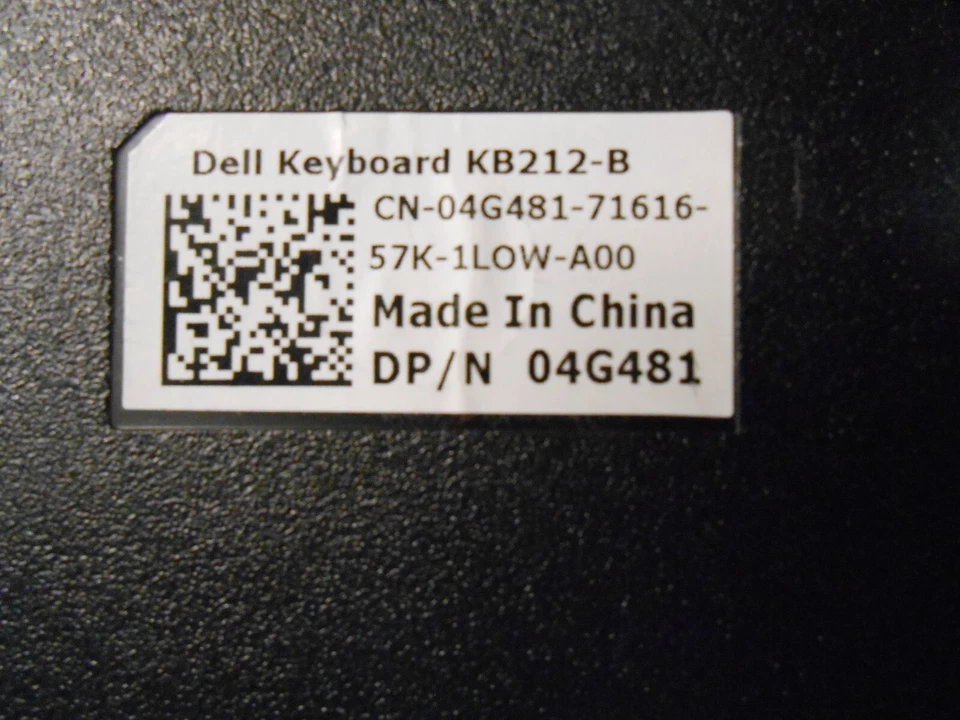 Dell Keyboard KB212-B
CN-04G481-71616-
57K-1LOW-A00
Made In China
DP/N 04G481